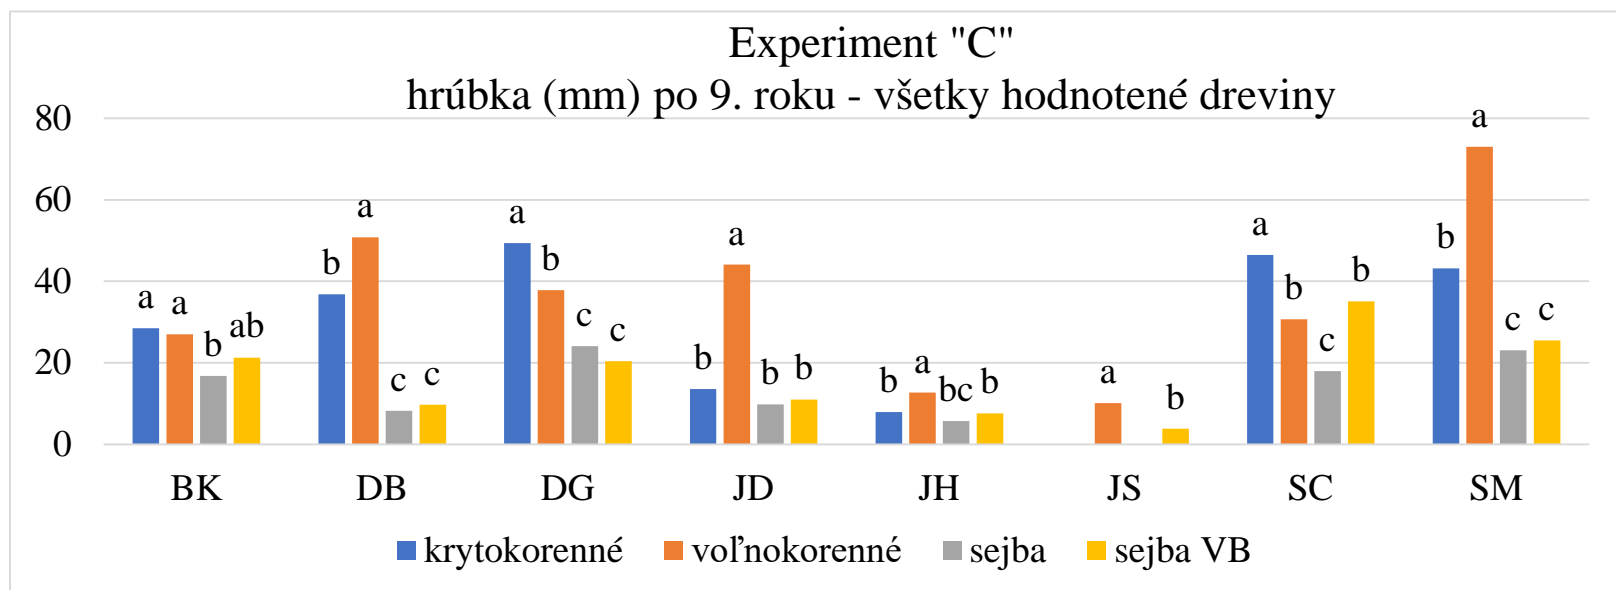 Experiment "C"
hrúbka (mm) po 9. roku - všetky hodnotené dreviny
80
60
40
20
0
a a b ab
b a c c
a b c c
b a b b
b a bc b
a b
a b c b
b a c c
BK DB DG JD JH JS SC SM
krytokorenné voľnokorenné sejba sejba VB